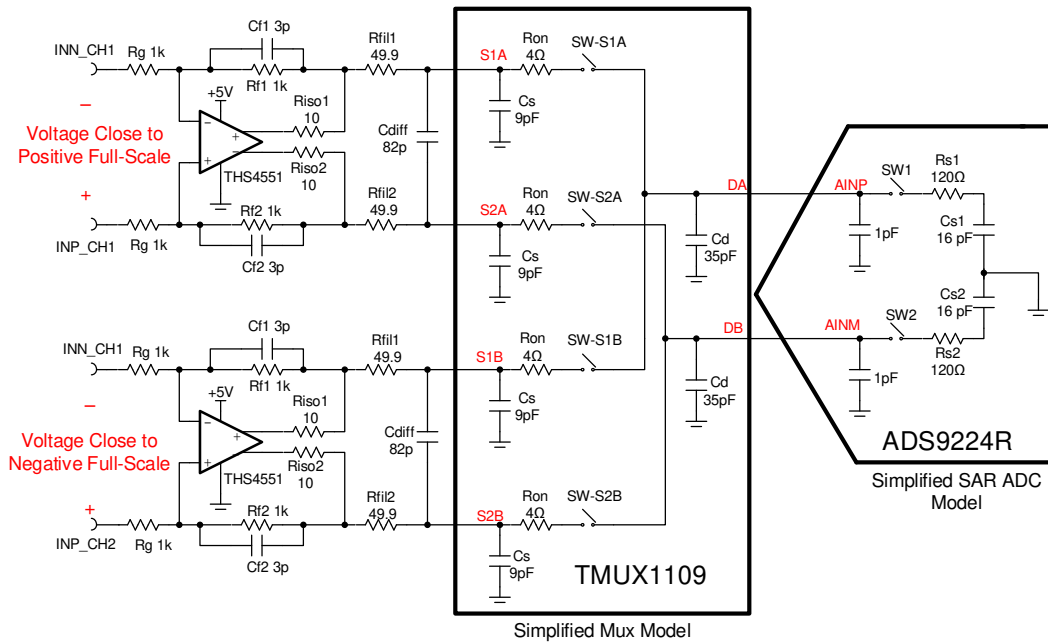 Cf1 3p
INN_CH1
Rg 1k
Rf1 1k
Rfil1
49.9
−
Voltage Close to
Positive Full-Scale
+
+5V
−
+
+
−
THS4551
Riso1
10
Riso2
10
Cdiff
82p
INP_CH1
Rg 1k
Rf2 1k
Cf2 3p
Rfil2
49.9
S1A
Ron
4Ω
SW-S1A
Cs
9pF
S2A
Ron
4Ω
SW-S2A
Cs
9pF
DA
Cd
35pF
DB
Cd
35pF
AINP
SW1
Rs1
120Ω
1pF
Cs1
16 pF
Cs2
16 pF
AINM
SW2
Rs2
120Ω
1pF
ADS9224R
Simplified SAR ADC
Model
Cf1 3p
INN_CH1
Rg 1k
Rf1 1k
Rfil1
49.9
−
Voltage Close to
Negative Full-Scale
+
+5V
−
+
+
−
THS4551
Riso1
10
Riso2
10
Cdiff
82p
INP_CH2
Rg 1k
Rf2 1k
Cf2 3p
Rfil2
49.9
S1B
Ron
4Ω
SW-S1B
Cs
9pF
S2B
Ron
4Ω
SW-S2B
Cs
9pF
TMUX1109
Simplified Mux Model